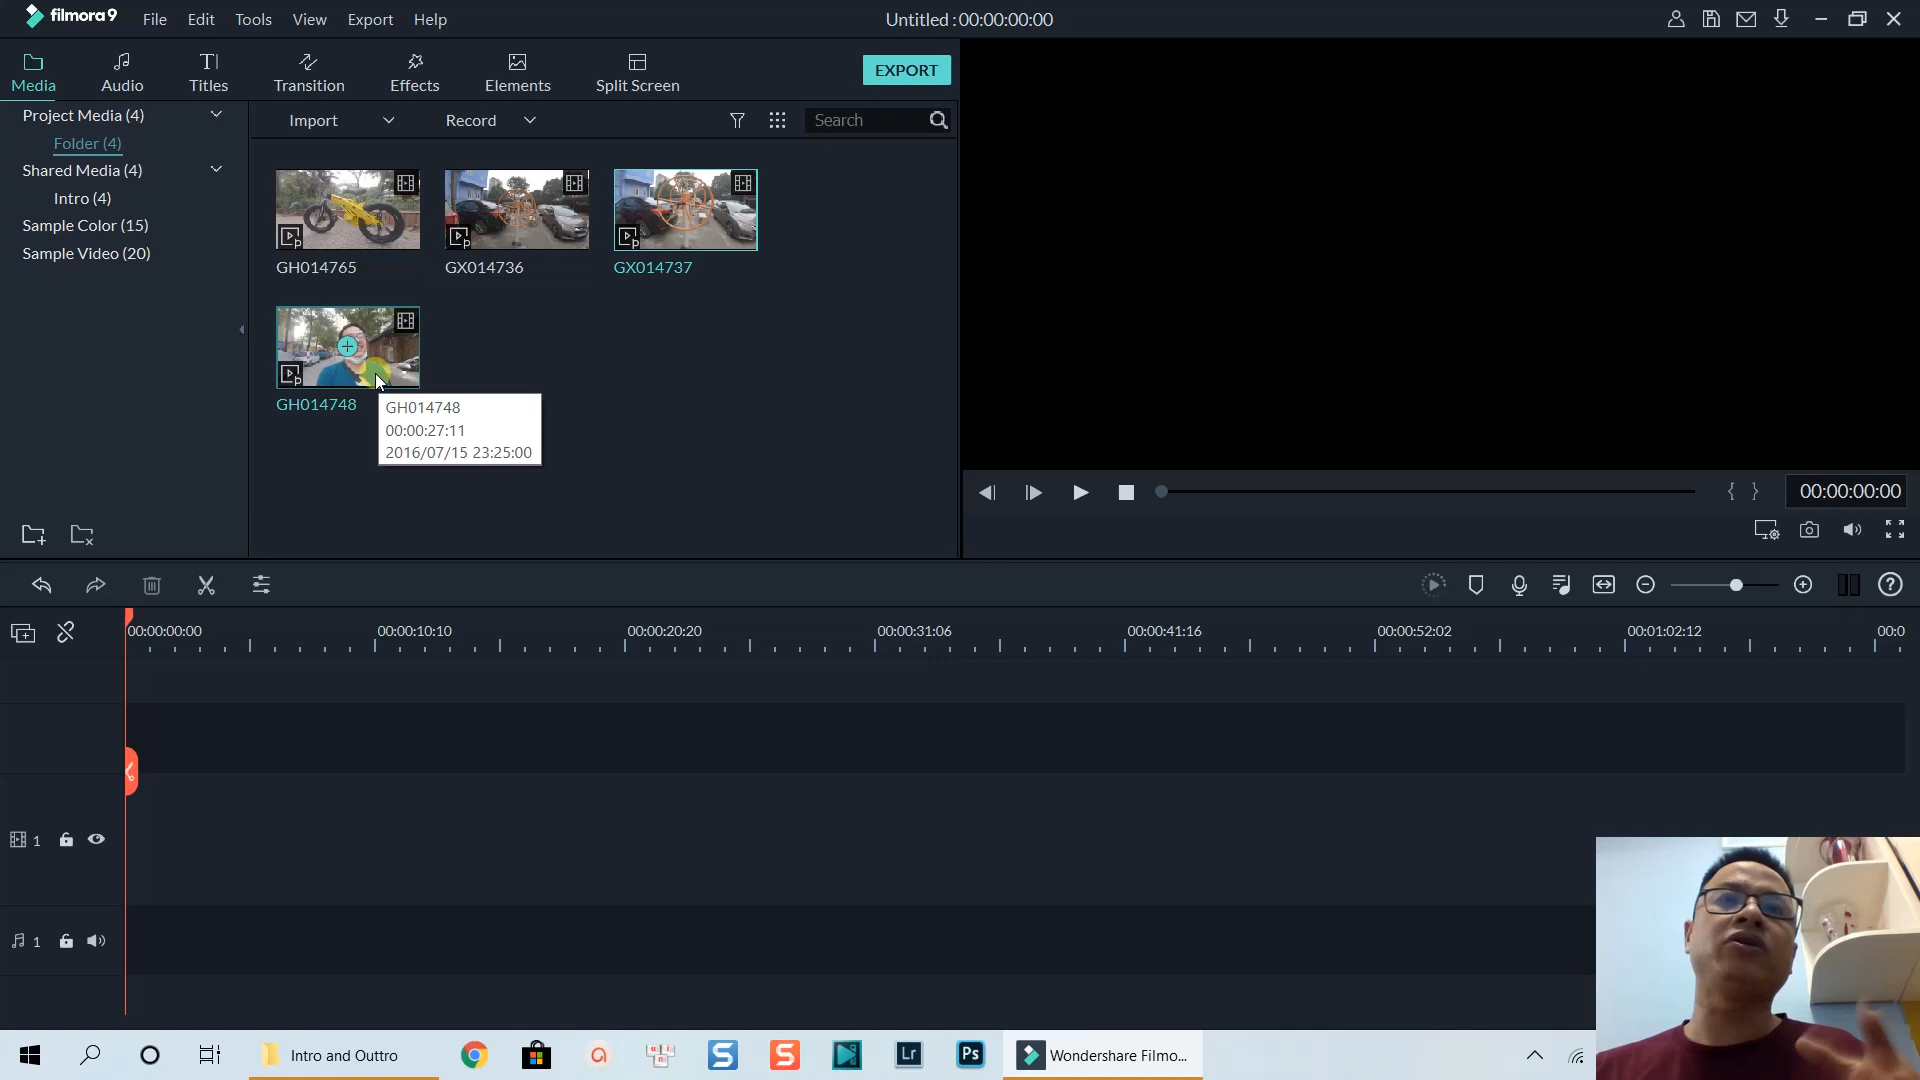 filmora9 File Edit Tools View Export Help Untitled : 00:00:00:00
Media Audio Titles Transition Effects Elements Split Screen EXPORT
Project Media (4)
Folder (4)
Shared Media (4)
Intro (4)
Sample Color (15)
Sample Video (20)
Import Record Search
GH014765 GX014736 GX014737
GH014748
GH014748
00:00:27:11
2016/07/15 23:25:00
{ } 00:00:00:00
00:00:00:00 00:00:10:10 00:00:20:20 00:00:31:06 00:00:41:16 00:00:52:02 00:01:02:12 00:0
1
1
Intro and Outtro Lr Ps Wondershare Filmo...